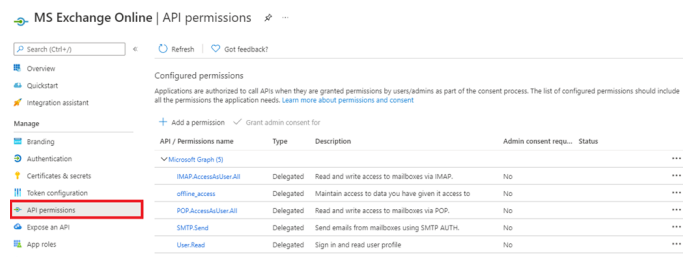 MS Exchange Online | API permissions
Search (Ctrl+/)
Refresh
Got feedback?
Overview
Quickstart
Integration assistant
Manage
Branding
Authentication
Certificates & secrets
Token configuration
API permissions
Expose an API
App roles
Configured permissions
Applications are authorized to call APIs when they are granted permissions by users/admins as part of the consent process. The list of configured permissions should include
all the permissions the application needs. Learn more about permissions and consent
Add a permission
Grant admin consent for
API / Permissions name Type Description Admin consent requ... Status
Microsoft Graph (5)
IMAP.AccessAsUser.All Delegated Read and write access to mailboxes via IMAP. No
offline_access Delegated Maintain access to data you have given it access to No
POP.AccessAsUser.All Delegated Read and write access to mailboxes via POP. No
SMTP.Send Delegated Send emails from mailboxes using SMTP AUTH. No
User.Read Delegated Sign in and read user profile No